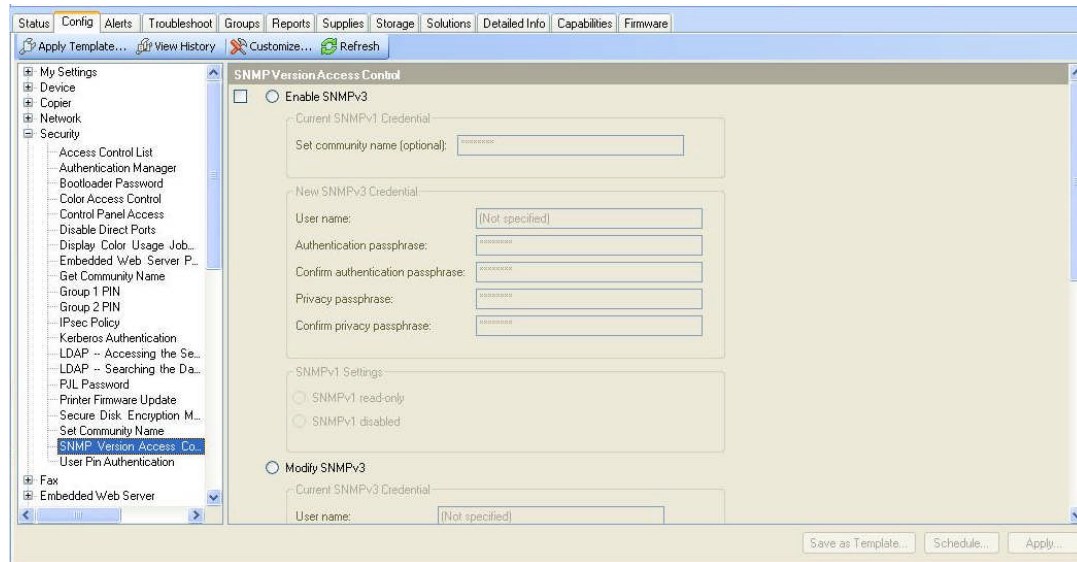 Status Config Alerts Troubleshoot Groups Reports Supplies Storage Solutions Detailed Info Capabilities Firmware
Apply Template... View History Customize... Refresh
My Settings
Device
Copier
Network
Security
Access Control List
Authentication Manager
Bootloader Password
Color Access Control
Control Panel Access
Disable Direct Ports
Display Color Usage Job...
Embedded Web Server P...
Get Community Name
Group 1 PIN
Group 2 PIN
IPsec Policy
Kerberos Authentication
LDAP -- Accessing the Se...
LDAP -- Searching the Da...
PJL Password
Printer Firmware Update
Secure Disk Encryption M...
Set Community Name
SNMP Version Access Co...
User Pin Authentication
Fax
Embedded Web Server
SNMP Version Access Control
Enable SNMPv3
Current SNMPv1 Credential
Set community name (optional): ********
New SNMPv3 Credential
User name: (Not specified)
Authentication passphrase: ********
Confirm authentication passphrase: ********
Privacy passphrase: ********
Confirm privacy passphrase: ********
SNMPv1 Settings
SNMPv1 read-only
SNMPv1 disabled
Modify SNMPv3
Current SNMPv3 Credential
User name: (Not specified)
Save as Template... Schedule... Apply...